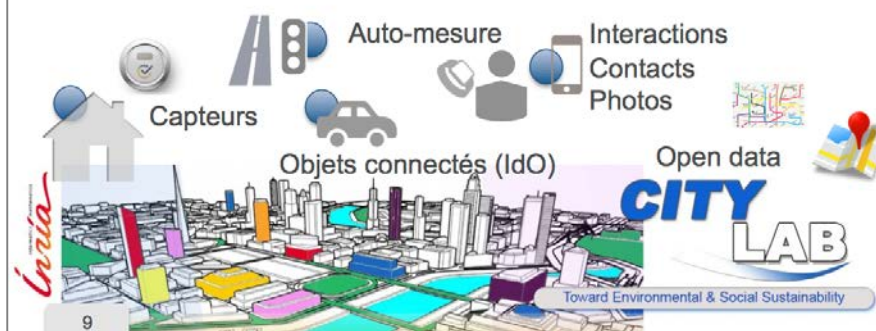 Auto-mesure
Interactions
Contacts
Photos
Capteurs
Objets connectés (IdO)
Open data
CITY
LAB
Toward Environmental & Social Sustainability
Inria
9